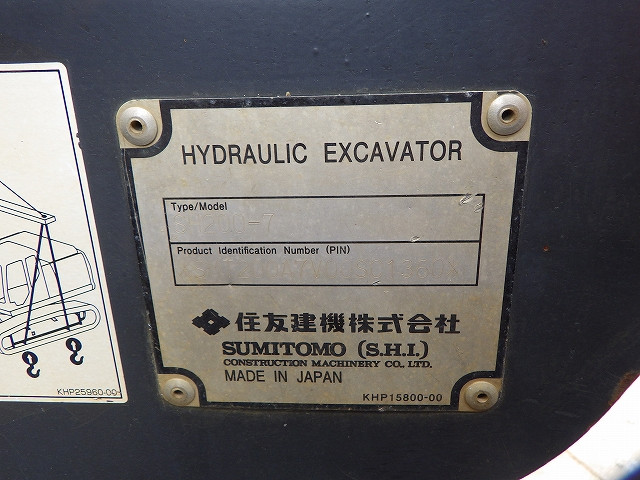 HYDRAULIC EXCAVATOR
Type/Model
Product Identification Number (PIN)
住友建機株式会社
SUMITOMO (S.H.I.)
CONSTRUCTION MACHINERY CO., LTD.
MADE IN JAPAN
KHP15800-00
KHP25960-00